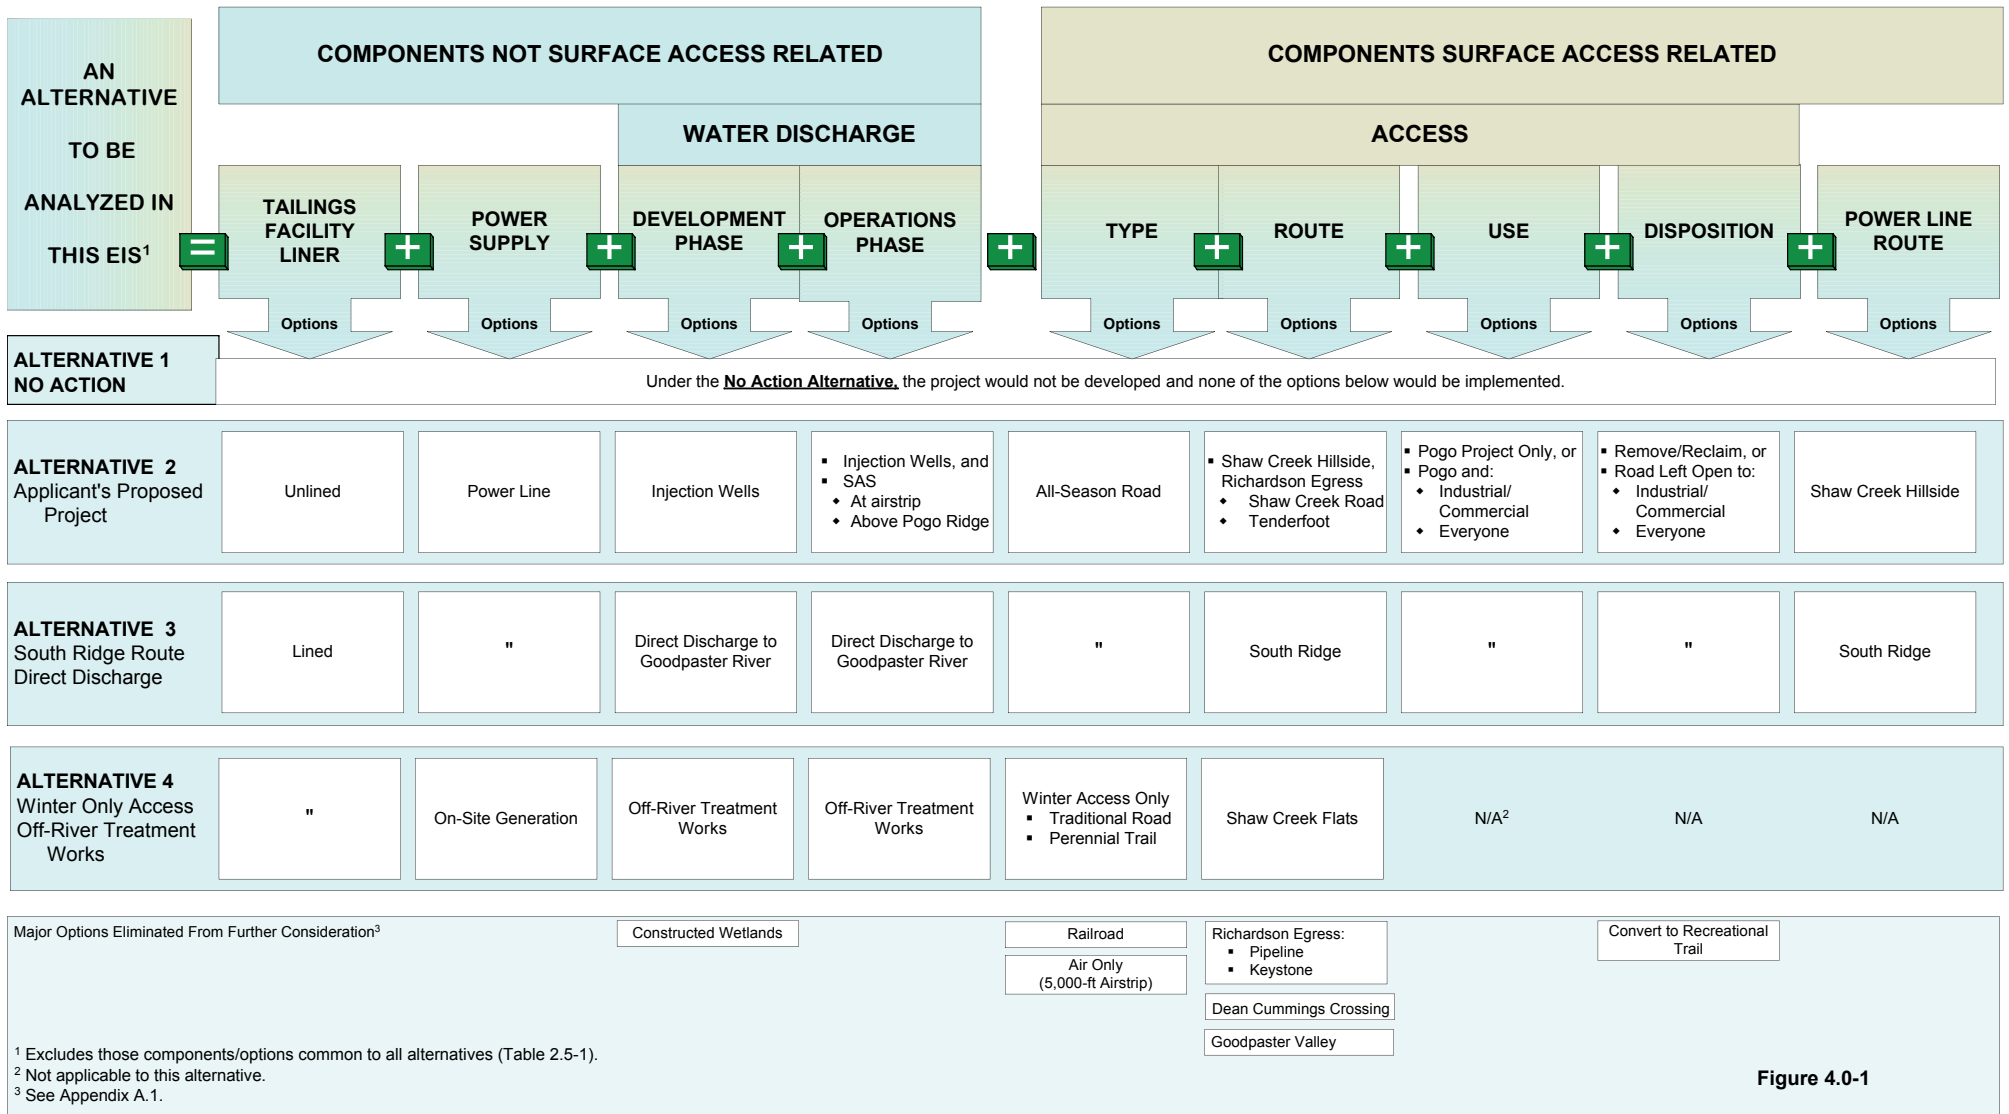 AN
ALTERNATIVE
TO BE
ANALYZED IN
THIS EIS1
=
COMPONENTS NOT SURFACE ACCESS RELATED
COMPONENTS SURFACE ACCESS RELATED
WATER DISCHARGE
ACCESS
TAILINGS
FACILITY
LINER
+
POWER
SUPPLY
+
DEVELOPMENT
PHASE
+
OPERATIONS
PHASE
+
TYPE
+
ROUTE
+
USE
+
DISPOSITION
+
POWER LINE
ROUTE
Options
Options
Options
Options
Options
Options
Options
Options
Options
ALTERNATIVE 1
NO ACTION
Under the No Action Alternative, the project would not be developed and none of the options below would be implemented.
ALTERNATIVE 2
Applicant's Proposed
Project
Unlined
Power Line
Injection Wells
▪ Injection Wells, and
▪ SAS
◆ At airstrip
◆ Above Pogo Ridge
All-Season Road
▪ Shaw Creek Hillside,
Richardson Egress
◆ Shaw Creek Road
◆ Tenderfoot
▪ Pogo Project Only, or
▪ Pogo and:
◆ Industrial/
Commercial
◆ Everyone
▪ Remove/Reclaim, or
▪ Road Left Open to:
◆ Industrial/
Commercial
◆ Everyone
Shaw Creek Hillside
ALTERNATIVE 3
South Ridge Route
Direct Discharge
Lined
"
Direct Discharge to
Goodpaster River
Direct Discharge to
Goodpaster River
"
South Ridge
"
"
South Ridge
ALTERNATIVE 4
Winter Only Access
Off-River Treatment
Works
"
On-Site Generation
Off-River Treatment
Works
Off-River Treatment
Works
Winter Access Only
▪ Traditional Road
▪ Perennial Trail
Shaw Creek Flats
N/A2
N/A
N/A
Major Options Eliminated From Further Consideration3
Constructed Wetlands
Railroad
Air Only
(5,000-ft Airstrip)
Richardson Egress:
▪ Pipeline
▪ Keystone
Dean Cummings Crossing
Goodpaster Valley
Convert to Recreational
Trail
1 Excludes those components/options common to all alternatives (Table 2.5-1).
2 Not applicable to this alternative.
3 See Appendix A.1.
Figure 4.0-1